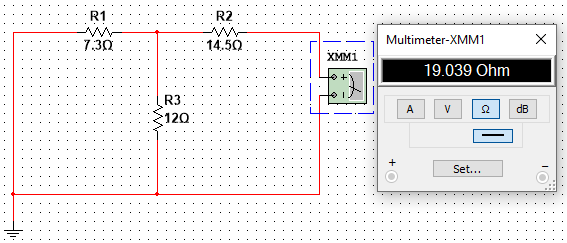 R1
7.3Ω
R2
14.5Ω
R3
12Ω
XMM1
Multimeter-XMM1
19.039 Ohm
A V Ω dB
+ Set... −